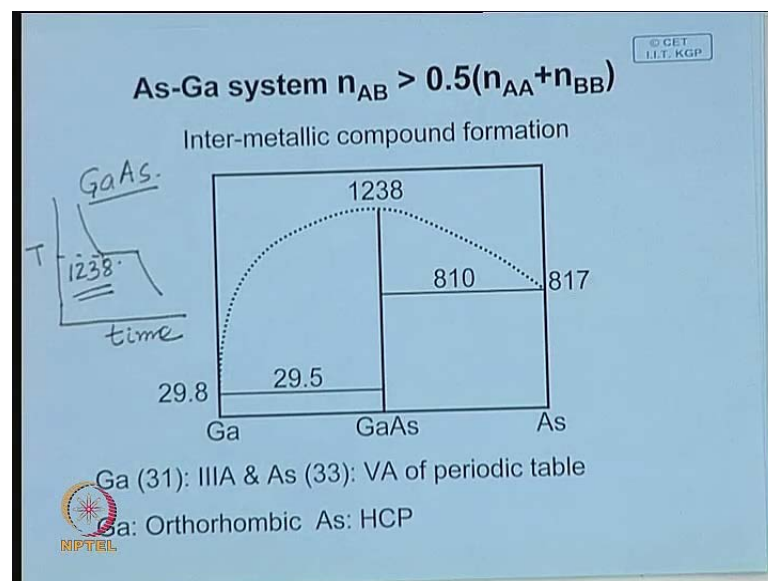 © CET
I.I.T. KGP
As-Ga system nAB > 0.5(nAA+nBB)
Inter-metallic compound formation
GaAs.
T
1238.
time
1238
810
817
29.8
29.5
Ga
GaAs
As
Ga (31): IIIA & As (33): VA of periodic table
Ga: Orthorhombic As: HCP
NPTEL